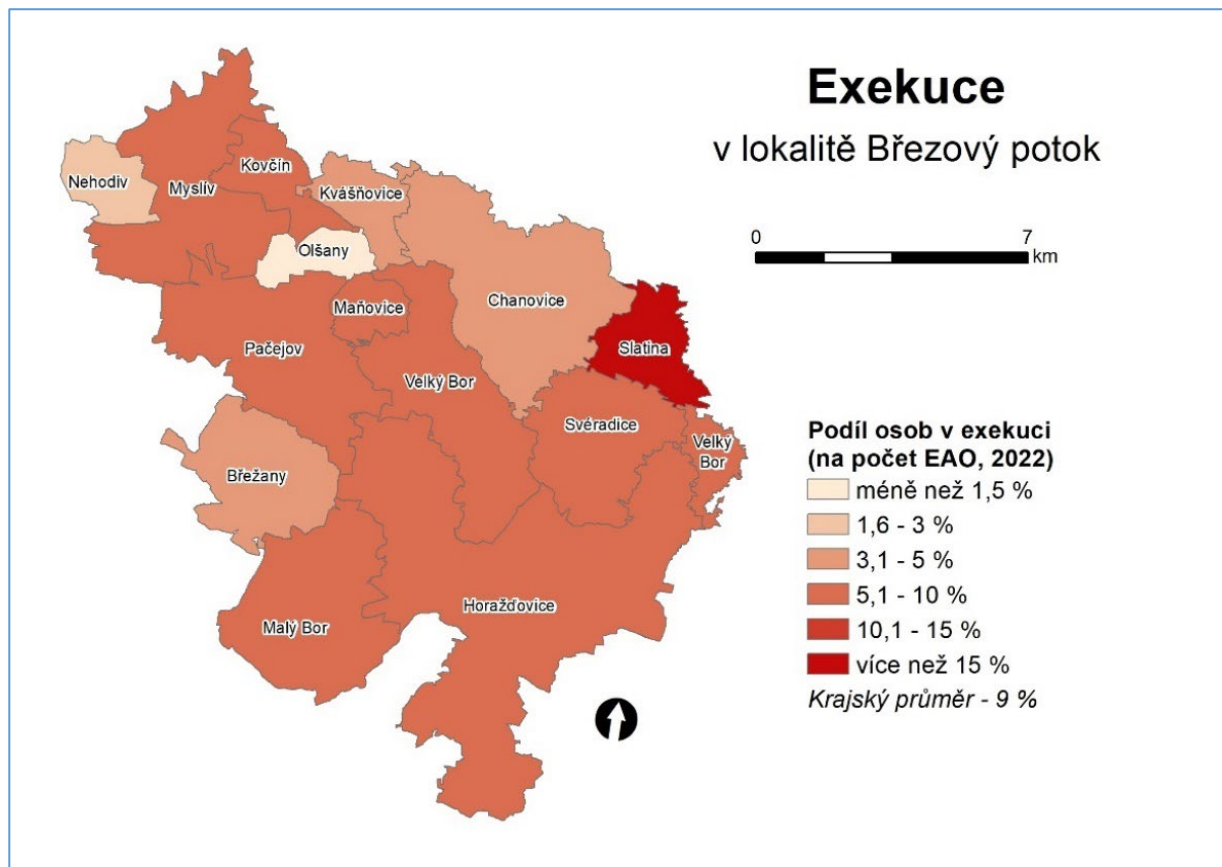 Exekuce
v lokalitě Březový potok
0 7
km
Nehodiv
Myslív
Kovčín
Kvášňovice
Olšany
Chanovice
Maňovice
Pačejov
Slatina
Velký Bor
Svéradice
Velký
Bor
Břežany
Horažďovice
Malý Bor
Podíl osob v exekuci
(na počet EAO, 2022)
méně než 1,5 %
1,6 - 3 %
3,1 - 5 %
5,1 - 10 %
10,1 - 15 %
více než 15 %
Krajský průměr - 9 %